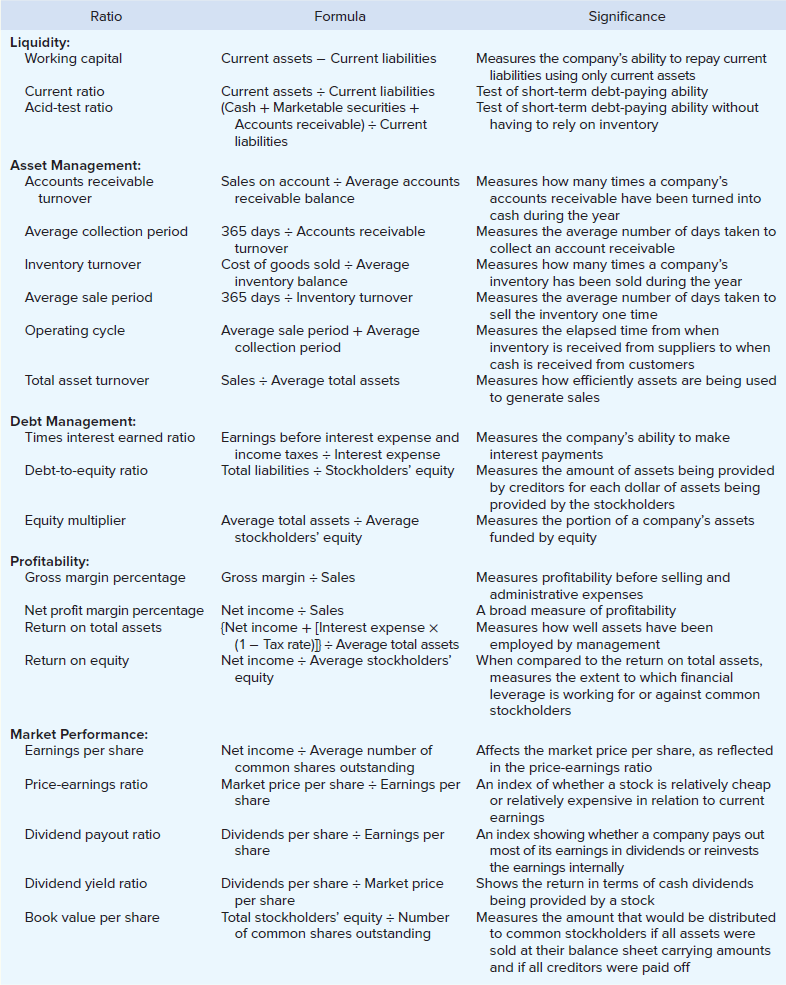 Ratio Formula Significance
Liquidity:
Working capital Current assets − Current liabilities Measures the company's ability to repay current
liabilities using only current assets
Current ratio Current assets ÷ Current liabilities Test of short-term debt-paying ability
Acid-test ratio (Cash + Marketable securities + Test of short-term debt-paying ability without
Accounts receivable) ÷ Current having to rely on inventory
liabilities
Asset Management:
Accounts receivable Sales on account ÷ Average accounts Measures how many times a company's
turnover receivable balance accounts receivable have been turned into
cash during the year
Average collection period 365 days ÷ Accounts receivable Measures the average number of days taken to
turnover collect an account receivable
Inventory turnover Cost of goods sold ÷ Average Measures how many times a company's
inventory balance inventory has been sold during the year
Average sale period 365 days ÷ Inventory turnover Measures the average number of days taken to
sell the inventory one time
Operating cycle Average sale period + Average Measures the elapsed time from when
collection period inventory is received from suppliers to when
cash is received from customers
Total asset turnover Sales ÷ Average total assets Measures how efficiently assets are being used
to generate sales
Debt Management:
Times interest earned ratio Earnings before interest expense and Measures the company's ability to make
income taxes ÷ Interest expense interest payments
Debt-to-equity ratio Total liabilities ÷ Stockholders' equity Measures the amount of assets being provided
by creditors for each dollar of assets being
provided by the stockholders
Equity multiplier Average total assets ÷ Average Measures the portion of a company's assets
stockholders' equity funded by equity
Profitability:
Gross margin percentage Gross margin ÷ Sales Measures profitability before selling and
administrative expenses
Net profit margin percentage Net income ÷ Sales A broad measure of profitability
Return on total assets {Net income + [Interest expense × Measures how well assets have been
(1 − Tax rate)]} ÷ Average total assets employed by management
Return on equity Net income ÷ Average stockholders' When compared to the return on total assets,
equity measures the extent to which financial
leverage is working for or against common
stockholders
Market Performance:
Earnings per share Net income ÷ Average number of Affects the market price per share, as reflected
common shares outstanding in the price-earnings ratio
Price-earnings ratio Market price per share ÷ Earnings per An index of whether a stock is relatively cheap
share or relatively expensive in relation to current
earnings
Dividend payout ratio Dividends per share ÷ Earnings per An index showing whether a company pays out
share most of its earnings in dividends or reinvests
the earnings internally
Dividend yield ratio Dividends per share ÷ Market price Shows the return in terms of cash dividends
per share being provided by a stock
Book value per share Total stockholders' equity ÷ Number Measures the amount that would be distributed
of common shares outstanding to common stockholders if all assets were
sold at their balance sheet carrying amounts
and if all creditors were paid off